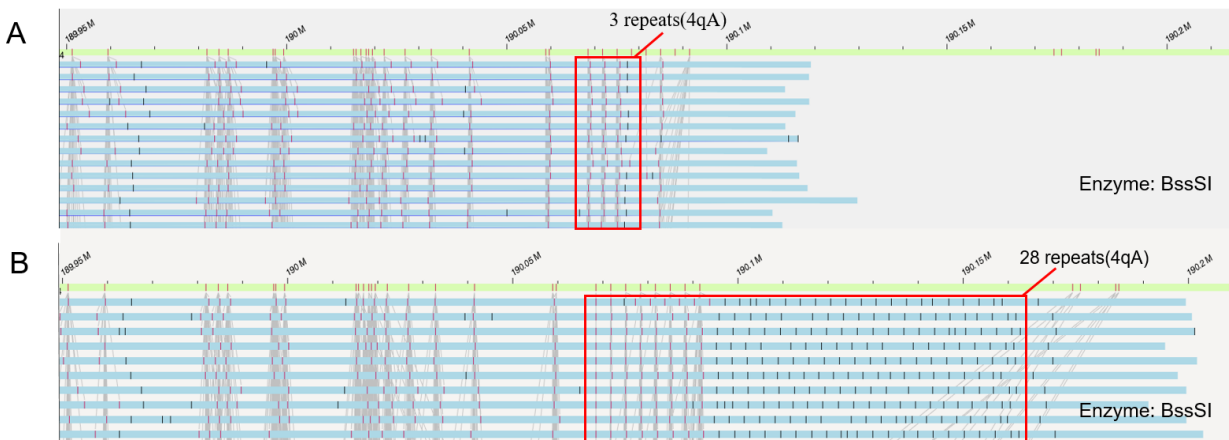 A
3 repeats(4qA)
189.95 M
190 M
190.05 M
190.1 M
190.15 M
190.2 M
4
Enzyme: BssSI
B
28 repeats(4qA)
189.95 M
190 M
190.05 M
190.1 M
190.15 M
190.2 M
Enzyme: BssSI